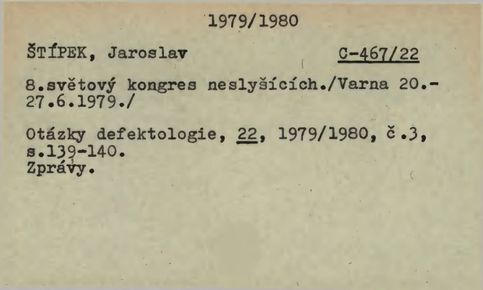 1979/1980
ŠTÍPEK, Jaroslav C-467/22
8.světový kongres neslyšících./Varna 20.-
27.6.1979./
Otázky defektologie, 22, 1979/1980, č.3,
s.139-140.
Zprávy.